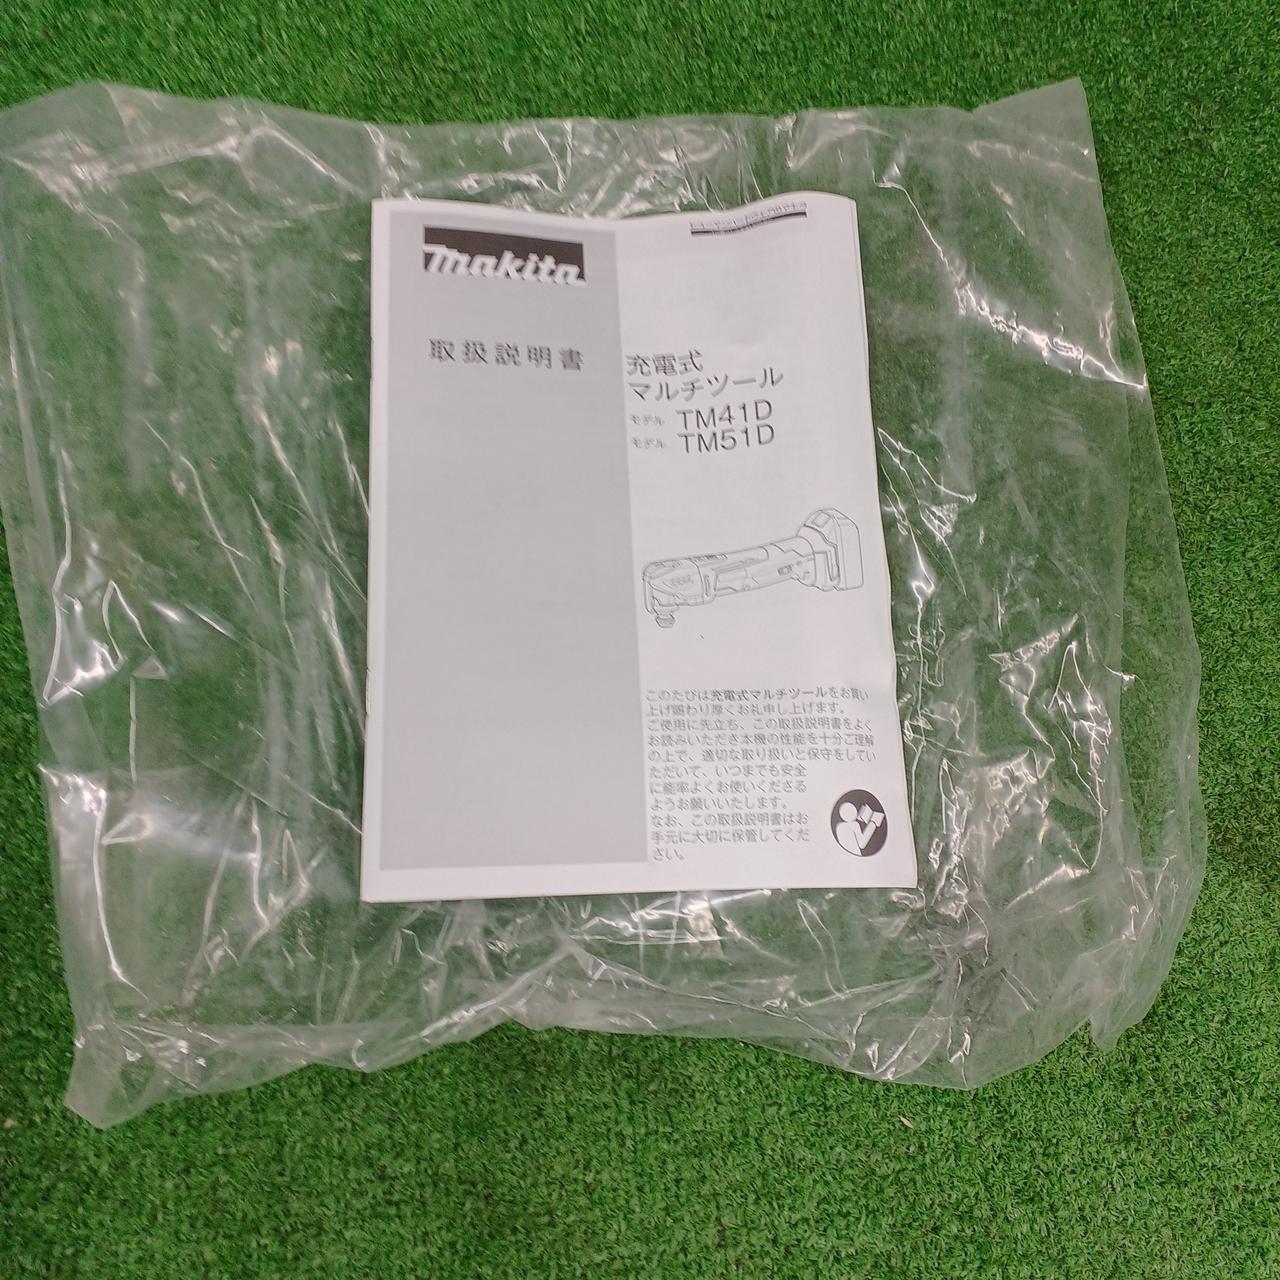 makita
取扱説明書
充電式
マルチツール
モデル TM41D
モデル TM51D
このたびは充電式マルチツールをお買い
上げ賜わり厚くお礼申し上げます。
ご使用に先立ち、この取扱説明書をよく
お読みいただき本機の性能を十分ご理解
の上で、適切な取り扱いと保守をしてい
ただいて、いつまでも安全
に能率よくお使いくださる
ようお願いいたします。
なお、この取扱説明書はお
手元に大切に保管してくだ
さい。